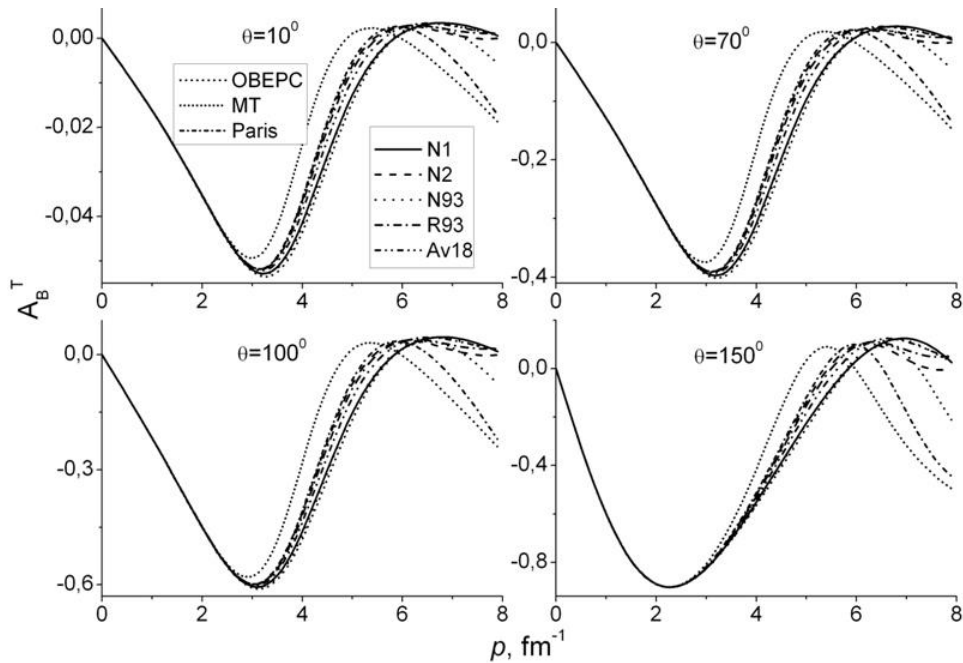 0,00
-0,02
-0,04
θ=10⁰
OBEPC
MT
Paris
N1
N2
N93
R93
Av18
0 2 4 6 8
0,0
-0,2
-0,4
θ=70⁰
0 2 4 6 8
A_B^T
0,0
-0,3
-0,6
θ=100⁰
0 2 4 6 8
0,0
-0,4
-0,8
θ=150⁰
0 2 4 6 8
p, fm⁻¹